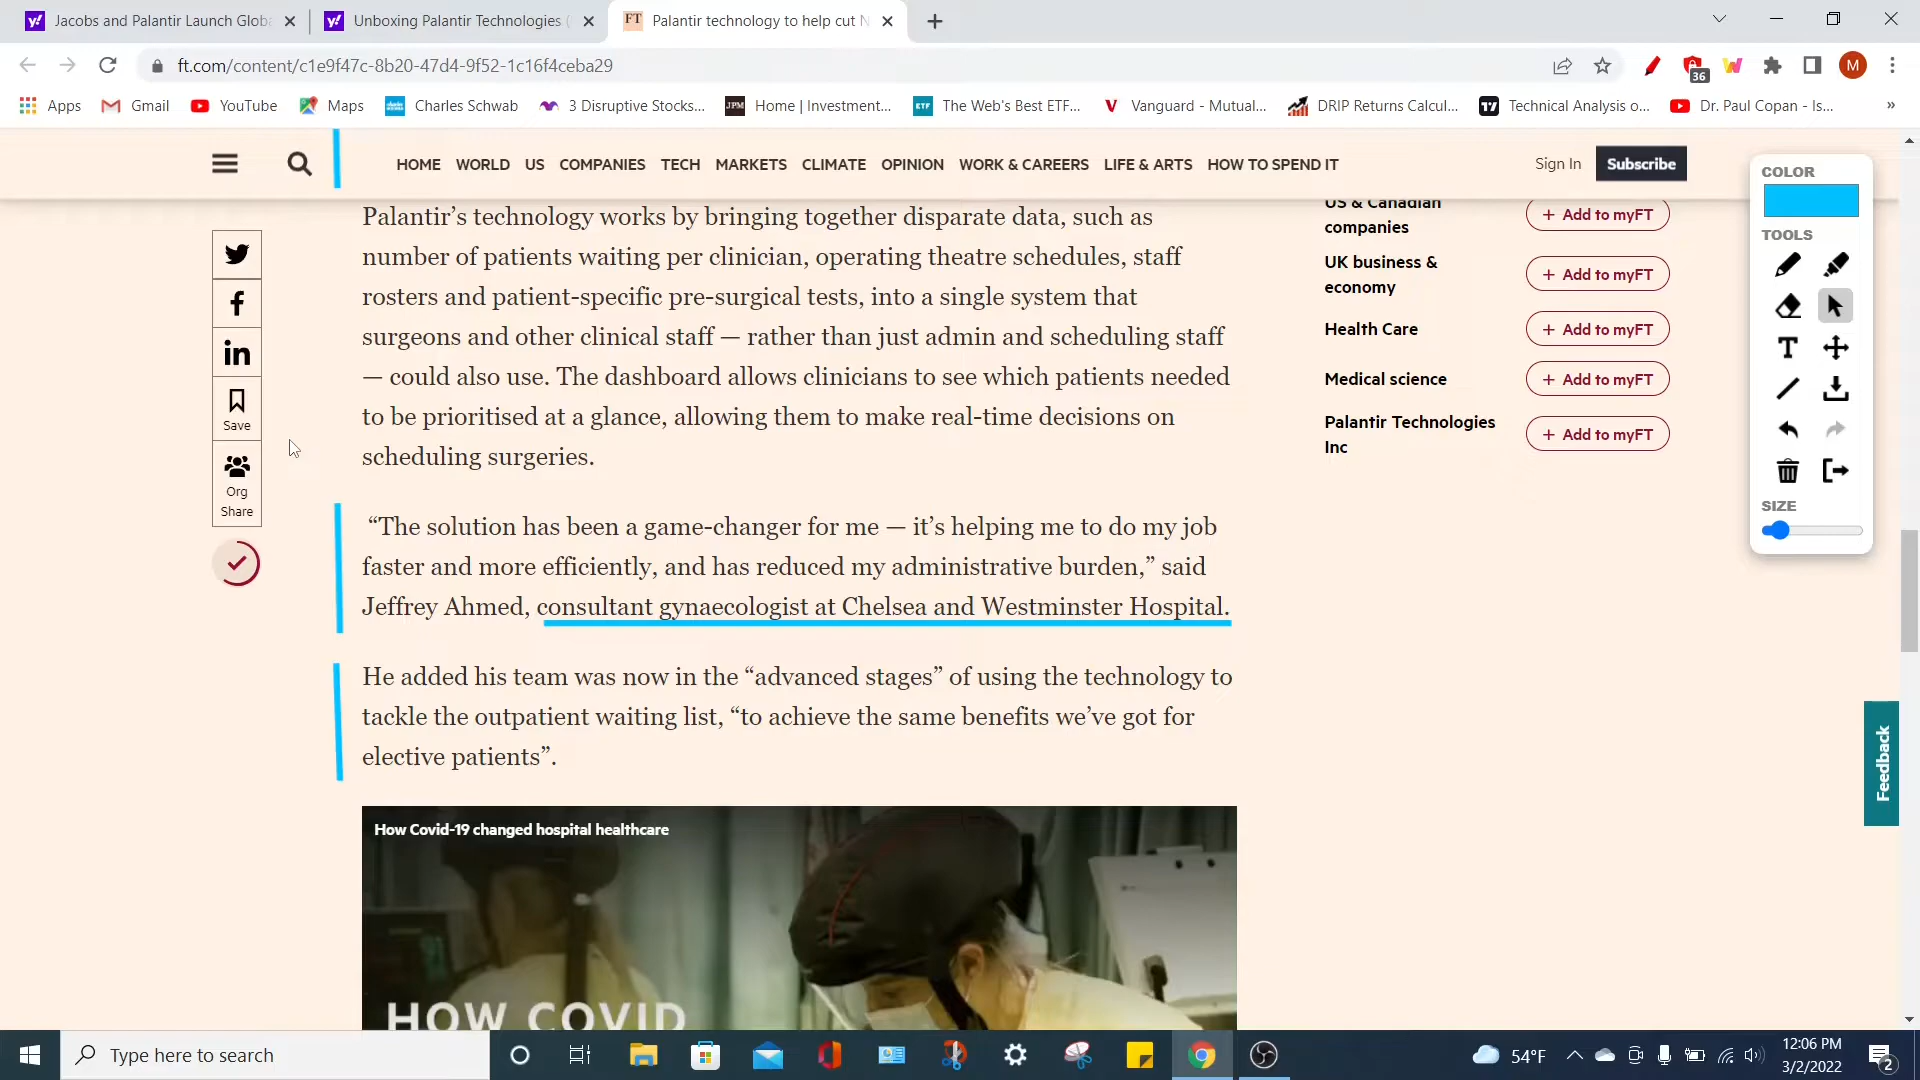 Jacobs and Palantir Launch Globa
Unboxing Palantir Technologies (
FT Palantir technology to help cut N
ft.com/content/c1e9f47c-8b20-47d4-9f52-1c16f4ceba29
36
M
Apps
Gmail
YouTube
Maps
Charles Schwab
3 Disruptive Stocks...
JPM Home | Investment...
ETF The Web's Best ETF...
V Vanguard - Mutual...
DRIP Returns Calcul...
Technical Analysis o...
Dr. Paul Copan - Is...
»
HOME WORLD US COMPANIES TECH MARKETS CLIMATE OPINION WORK & CAREERS LIFE & ARTS HOW TO SPEND IT
Sign In
Subscribe
Palantir’s technology works by bringing together disparate data, such as
number of patients waiting per clinician, operating theatre schedules, staff
rosters and patient-specific pre-surgical tests, into a single system that
surgeons and other clinical staff — rather than just admin and scheduling staff
— could also use. The dashboard allows clinicians to see which patients needed
to be prioritised at a glance, allowing them to make real-time decisions on
scheduling surgeries.
“The solution has been a game-changer for me — it’s helping me to do my job
faster and more efficiently, and has reduced my administrative burden,” said
Jeffrey Ahmed, consultant gynaecologist at Chelsea and Westminster Hospital.
He added his team was now in the “advanced stages” of using the technology to
tackle the outpatient waiting list, “to achieve the same benefits we’ve got for
elective patients”.
How Covid-19 changed hospital healthcare
HOW COVID
Save
Org
Share
US & Canadian
companies
+ Add to myFT
UK business &
economy
+ Add to myFT
Health Care
+ Add to myFT
Medical science
+ Add to myFT
Palantir Technologies
Inc
+ Add to myFT
COLOR
TOOLS
T
SIZE
Feedback
Type here to search
54°F
12:06 PM
3/2/2022
2